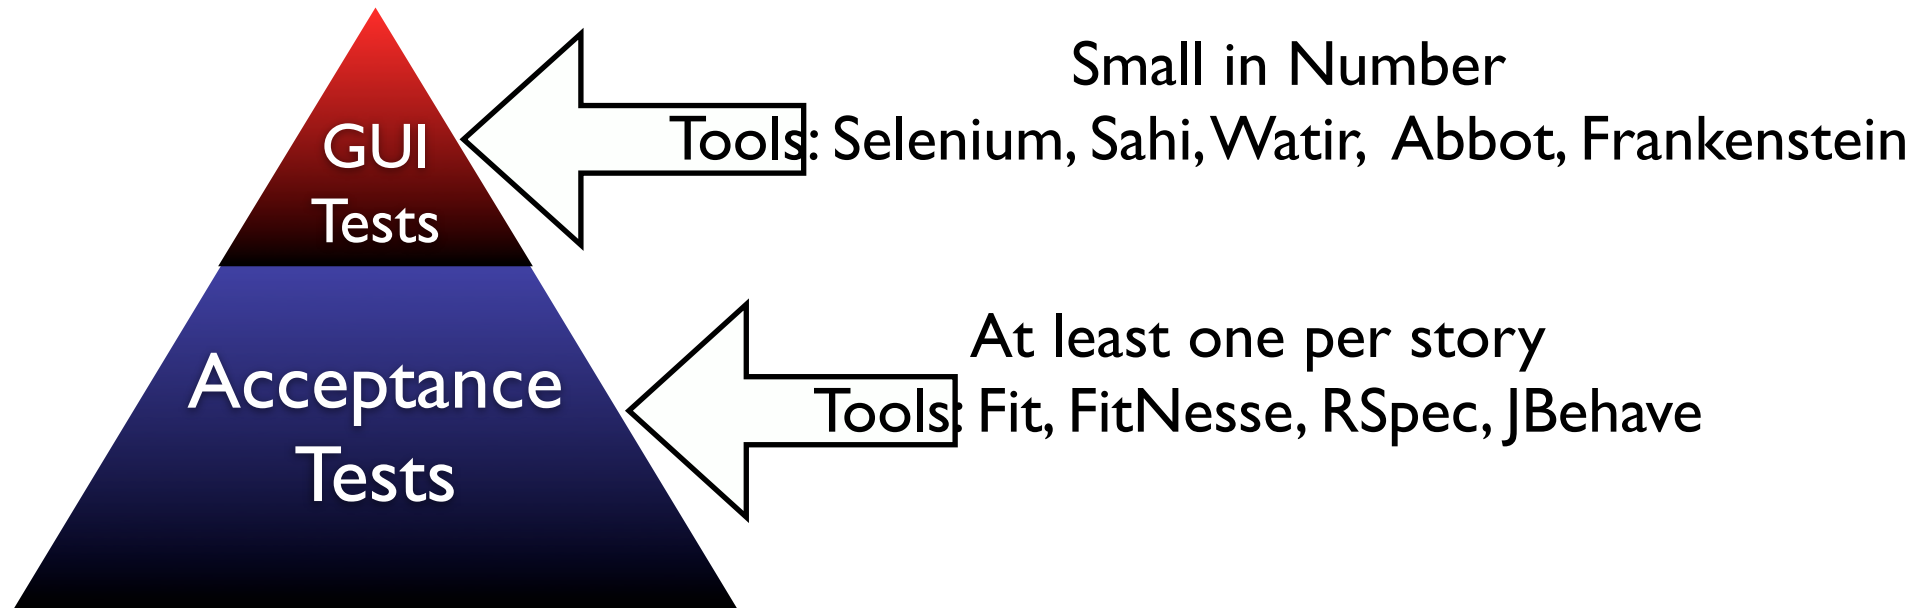 GUI
Tests
Small in Number
Tools: Selenium, Sahi, Watir, Abbot, Frankenstein
Acceptance
Tests
At least one per story
Tools: Fit, FitNesse, RSpec, JBehave